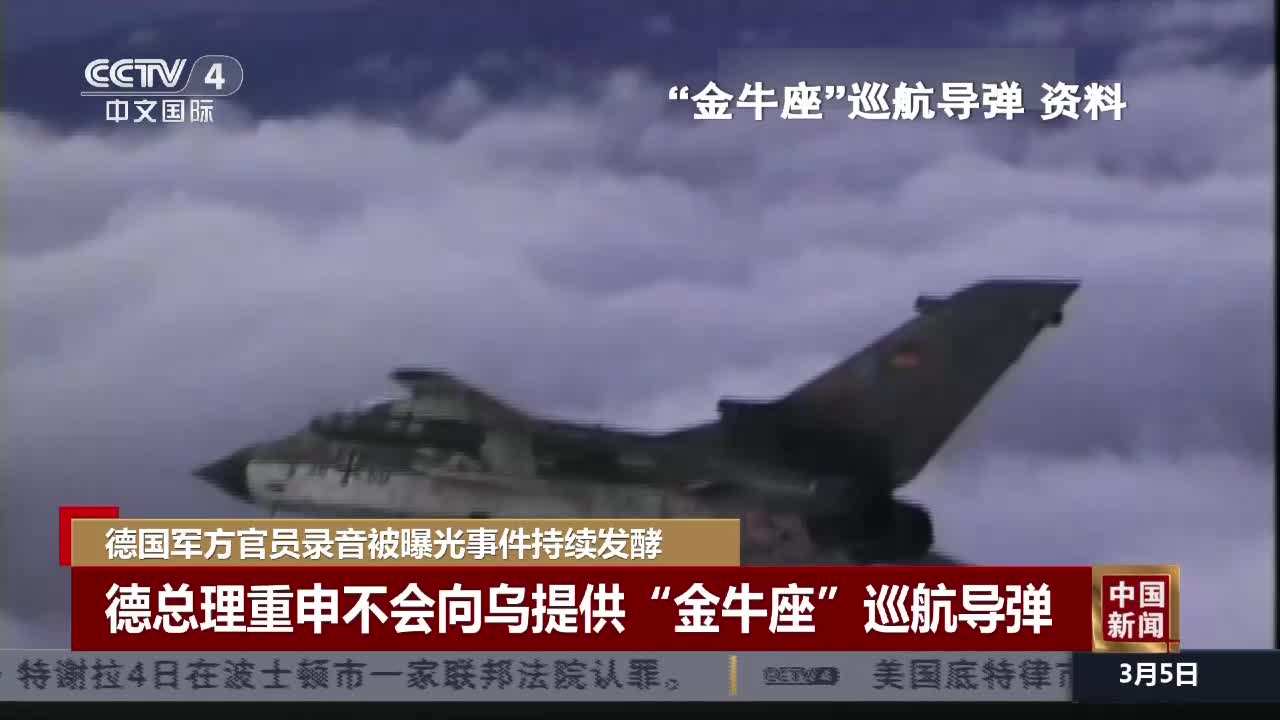 CCTV 4
中文国际
“金牛座”巡航导弹 资料
德国军方官员录音被曝光事件持续发酵
德总理重申不会向乌提供“金牛座”巡航导弹
中国
新闻
特谢拉4日在波士顿市一家联邦法院认罪。 CCTV4 美国底特律市
3月5日